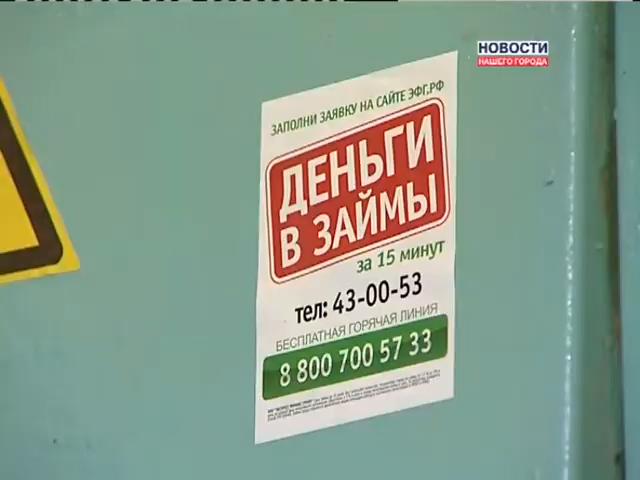 НОВОСТИ
НАШЕГО ГОРОДА
ЗАПОЛНИ ЗАЯВКУ НА САЙТЕ ЭФГ.РФ
ДЕНЬГИ
В ЗАЙМЫ
за 15 минут
тел: 43-00-53
БЕСПЛАТНАЯ ГОРЯЧАЯ ЛИНИЯ
8 800 700 57 33